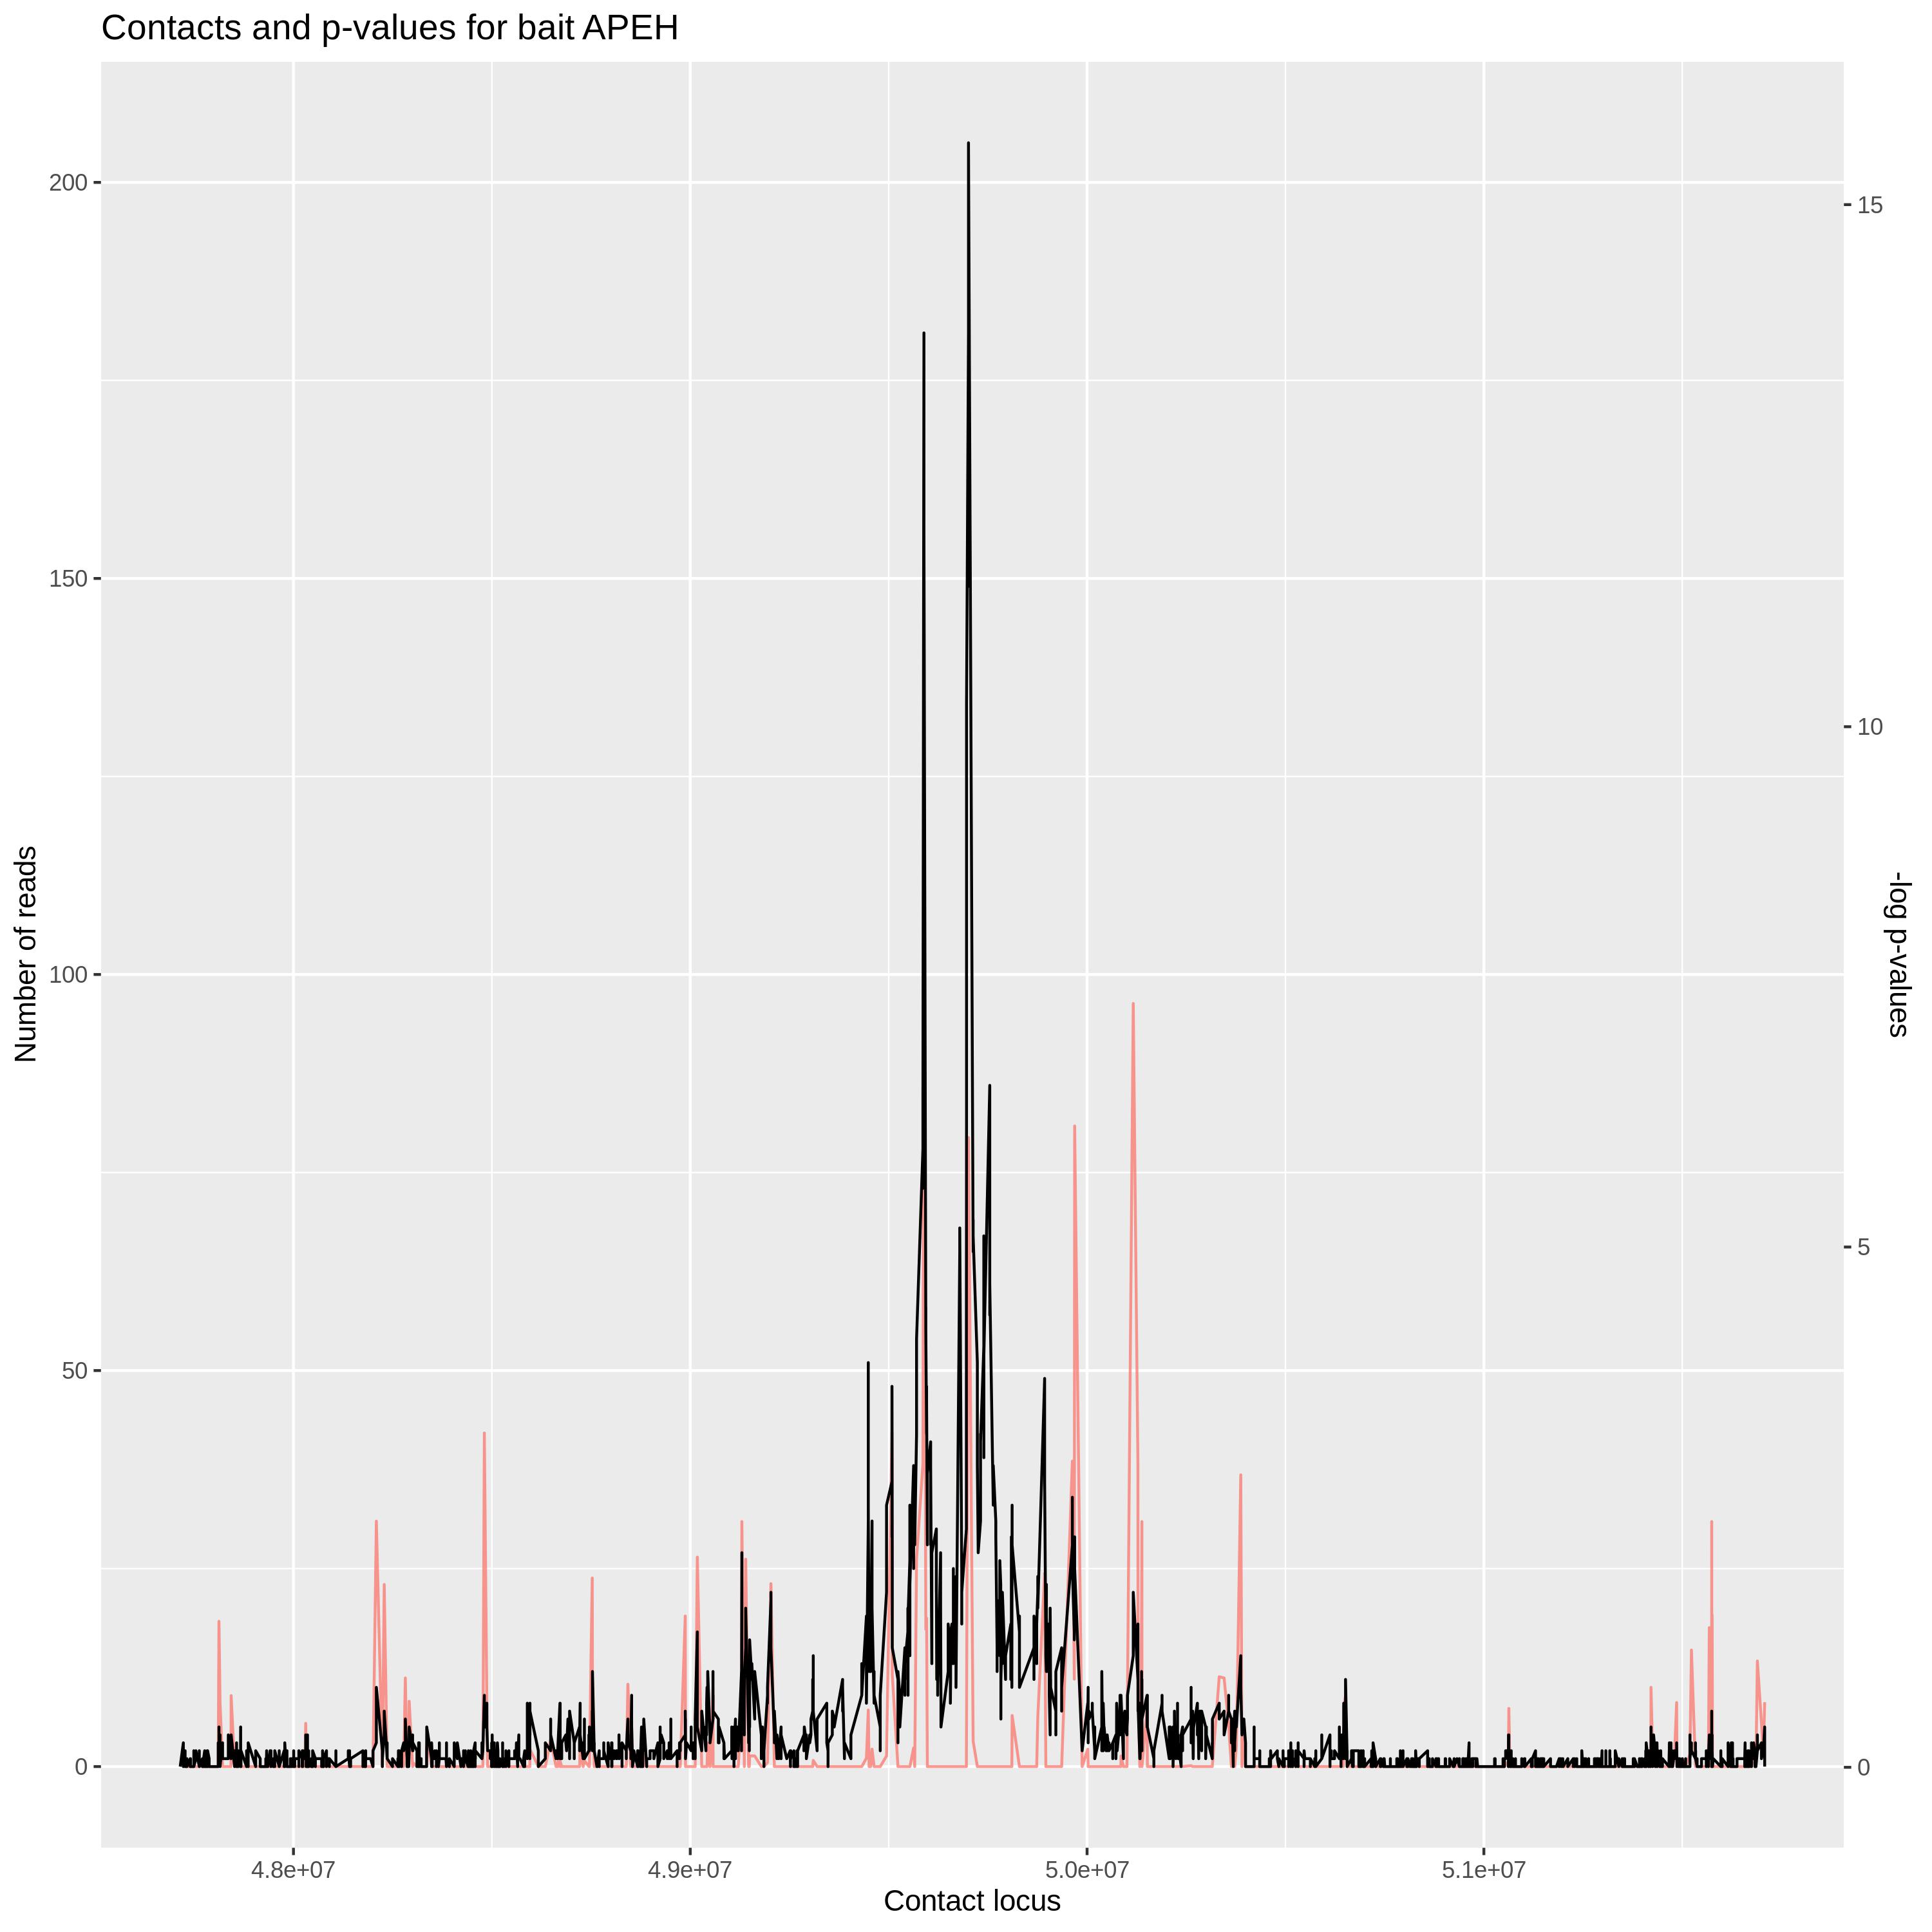 Contacts and p-values for bait APEH
200
150
100
50
0
Number of reads
15
10
5
0
-log p-values
4.8e+07
4.9e+07
5.0e+07
5.1e+07
Contact locus